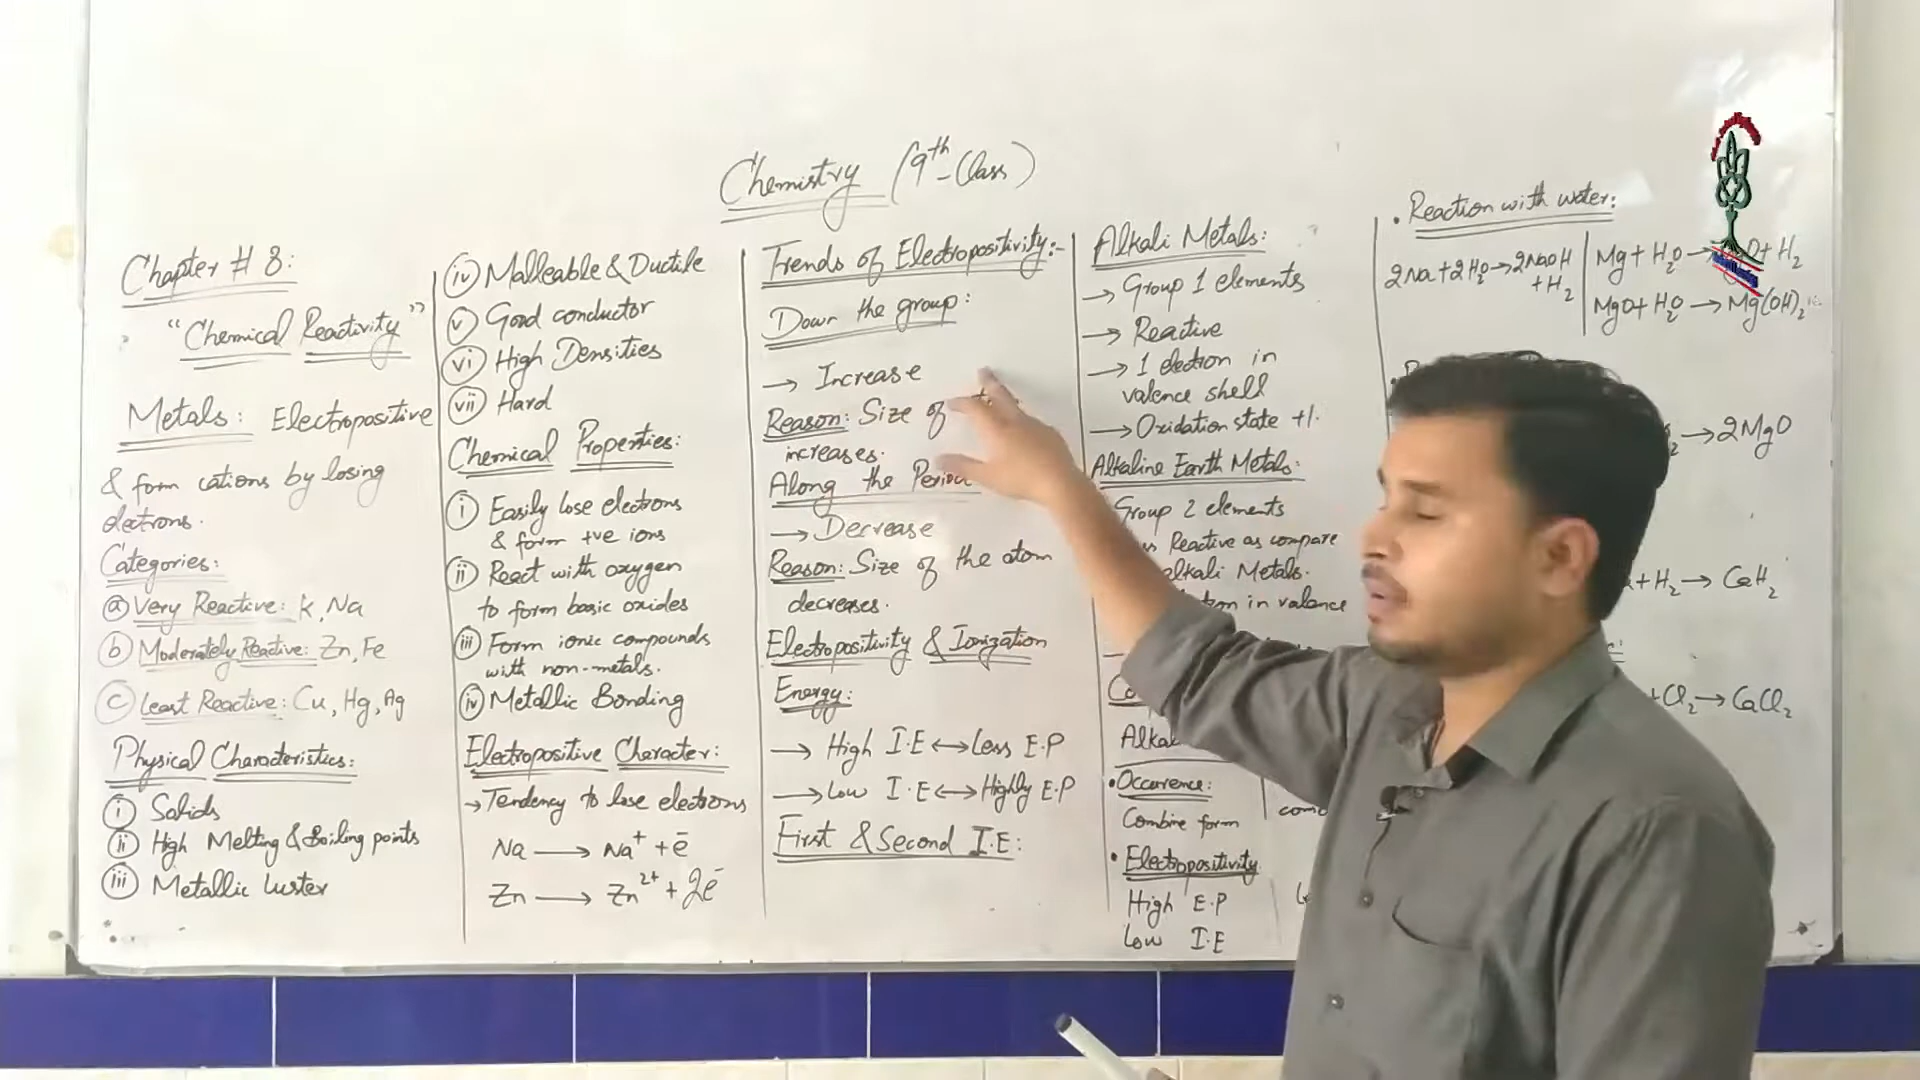 Chemistry (9th-Class)
Chapter # 8:
"Chemical Reactivity"
Metals: Electropositive
& form cations by losing
electrons.
Categories:
(a) Very Reactive: K, Na
(b) Moderately Reactive: Zn, Fe
(c) Least Reactive: Cu, Hg, Ag
Physical Characteristics:
(i) Solids
(ii) High Melting & Boiling points
(iii) Metallic Luster
(iv) Malleable & Ductile
(v) Good conductor
(vi) High Densities
(vii) Hard
Chemical Properties:
(i) Easily lose electrons
& form +ve ions
(ii) React with oxygen
to form basic oxides
(iii) Form ionic compounds
with non-metals.
(iv) Metallic Bonding
Electropositive Character:
→ Tendency to lose electrons
Na → Na⁺ + ē
Zn → Zn²⁺ + 2ē
Trends of Electropositivity:-
Down the group:
→ Increase
Reason: Size of
increases.
Along the Period
→ Decrease
Reason: Size of the atom
decreases.
Electropositivity & Ionization
Energy:
→ High I.E ↔ Less E.P
→ Low I.E ↔ Highly E.P
First & Second I.E:
Alkali Metals:
→ Group 1 elements
→ Reactive
→ 1 electron in
valence shell
→ Oxidation state +1.
Alkaline Earth Metals:
Group 2 elements
Reactive as compare
alkali Metals.
in valence
• Occurence:
Combine form
• Electropositivity
High E.P
Low I.E
• Reaction with water:
2Na + 2H₂O → 2NaOH
+ H₂
Mg + H₂O → MgO + H₂
MgO + H₂O → Mg(OH)₂
→ 2MgO
+ H₂ → CaH₂
+ Cl₂ → CaCl₂